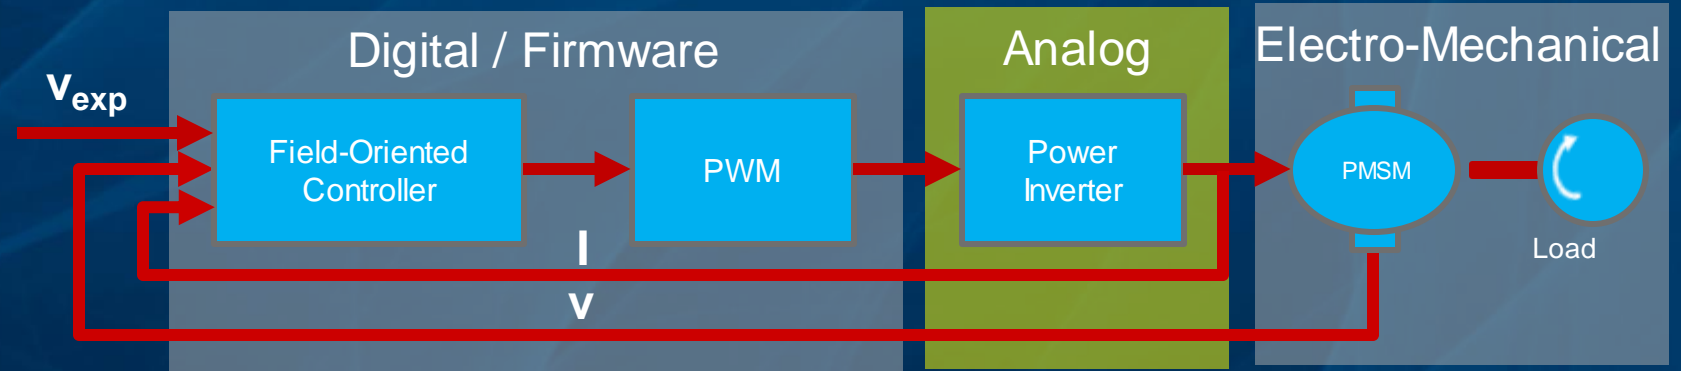 Digital / Firmware
Analog
Electro-Mechanical
vexp
Field-Oriented
Controller
PWM
Power
Inverter
PMSM
Load
I
v